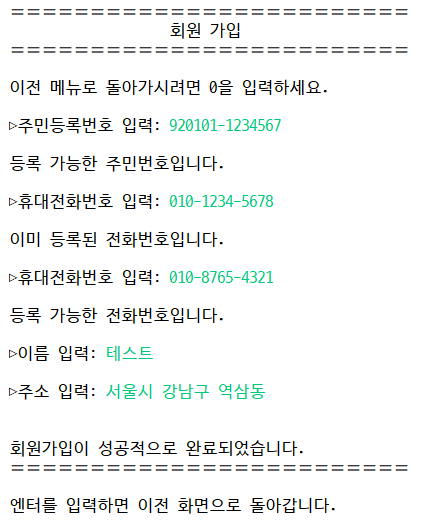 =========================
회원 가입
=========================
이전 메뉴로 돌아가시려면 0을 입력하세요.
▷주민등록번호 입력: 920101-1234567
등록 가능한 주민번호입니다.
▷휴대전화번호 입력: 010-1234-5678
이미 등록된 전화번호입니다.
▷휴대전화번호 입력: 010-8765-4321
등록 가능한 전화번호입니다.
▷이름 입력: 테스트
▷주소 입력: 서울시 강남구 역삼동
회원가입이 성공적으로 완료되었습니다.
=========================
엔터를 입력하면 이전 화면으로 돌아갑니다.